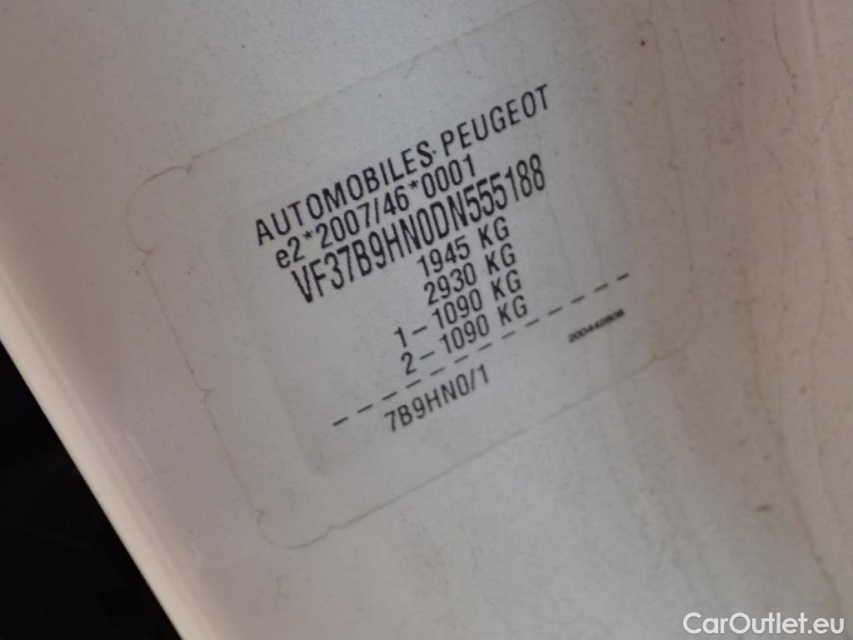 AUTOMOBILES PEUGEOT
e2*2007/46*0001
VF37B9HN0DN555188
1945 KG
2930 KG
1-1090 KG
2-1090 KG
7B9HN0/1
CarOutlet.eu